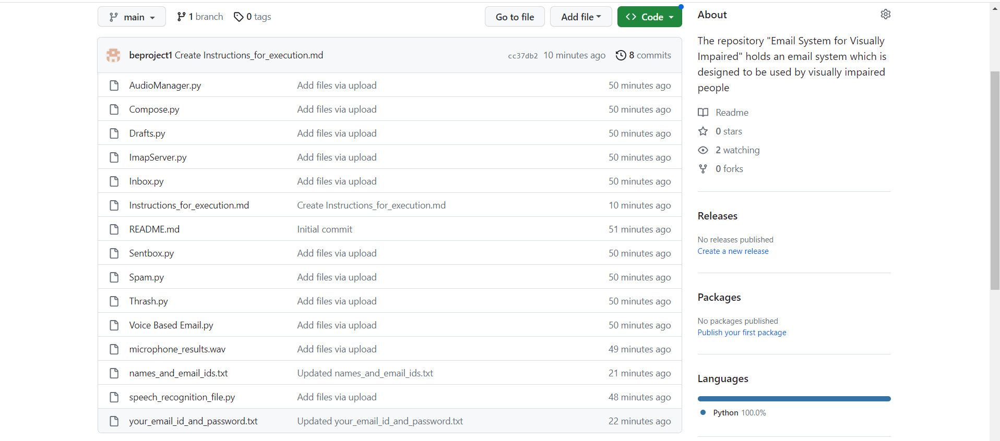 main 1 branch 0 tags Go to file Add file Code
beproject1 Create Instructions_for_execution.md cc37db2 10 minutes ago 8 commits
AudioManager.py Add files via upload 50 minutes ago
Compose.py Add files via upload 50 minutes ago
Drafts.py Add files via upload 50 minutes ago
ImapServer.py Add files via upload 50 minutes ago
Inbox.py Add files via upload 50 minutes ago
Instructions_for_execution.md Create Instructions_for_execution.md 10 minutes ago
README.md Initial commit 51 minutes ago
Sentbox.py Add files via upload 50 minutes ago
Spam.py Add files via upload 50 minutes ago
Thrash.py Add files via upload 50 minutes ago
Voice Based Email.py Add files via upload 50 minutes ago
microphone_results.wav Add files via upload 49 minutes ago
names_and_email_ids.txt Updated names_and_email_ids.txt 21 minutes ago
speech_recognition_file.py Add files via upload 48 minutes ago
your_email_id_and_password.txt Updated your_email_id_and_password.txt 22 minutes ago
About
The repository "Email System for Visually
Impaired" holds an email system which is
designed to be used by visually impaired
people
Readme
0 stars
2 watching
0 forks
Releases
No releases published
Create a new release
Packages
No packages published
Publish your first package
Languages
Python 100.0%